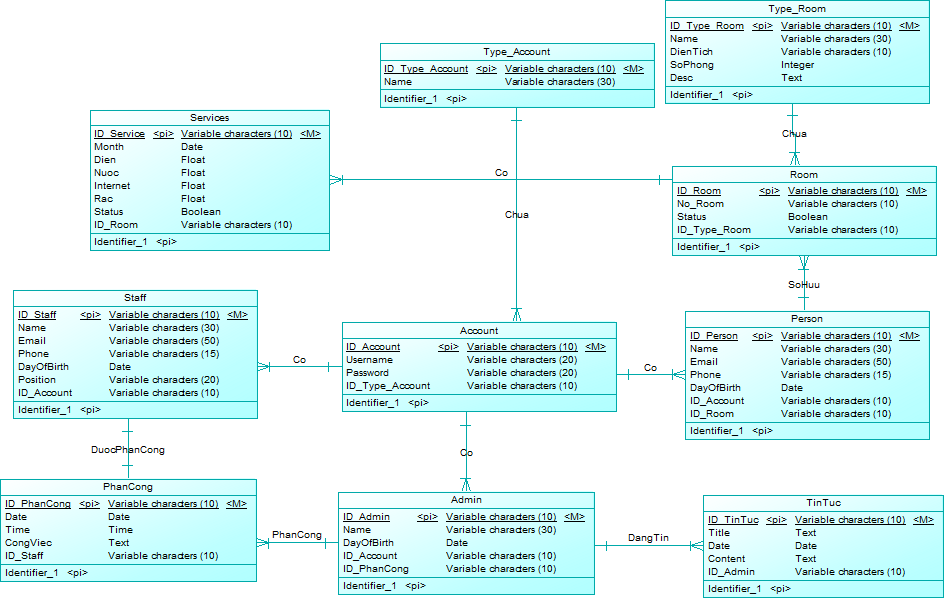 Type_Room
ID_Type_Room <pi> Variable characters (10) <M>
Name Variable characters (30)
DienTich Variable characters (10)
SoPhong Integer
Desc Text
Identifier_1 <pi>
Type_Account
ID_Type_Account <pi> Variable characters (10) <M>
Name Variable characters (30)
Identifier_1 <pi>
Services
ID_Service <pi> Variable characters (10) <M>
Month Date
Dien Float
Nuoc Float
Internet Float
Rac Float
Status Boolean
ID_Room Variable characters (10)
Identifier_1 <pi>
Chua
Co
Chua
Room
ID_Room <pi> Variable characters (10) <M>
No_Room Variable characters (10)
Status Boolean
ID_Type_Room Variable characters (10)
Identifier_1 <pi>
SoHuu
Staff
ID_Staff <pi> Variable characters (10) <M>
Name Variable characters (30)
Email Variable characters (50)
Phone Variable characters (15)
DayOfBirth Date
Position Variable characters (20)
ID_Account Variable characters (10)
Identifier_1 <pi>
Co
Account
ID_Account <pi> Variable characters (10) <M>
Username Variable characters (20)
Password Variable characters (20)
ID_Type_Account Variable characters (10)
Identifier_1 <pi>
Co
Person
ID_Person <pi> Variable characters (10) <M>
Name Variable characters (30)
Email Variable characters (50)
Phone Variable characters (15)
DayOfBirth Date
ID_Account Variable characters (10)
ID_Room Variable characters (10)
Identifier_1 <pi>
DuocPhanCong
Co
PhanCong
ID_PhanCong <pi> Variable characters (10) <M>
Date Date
Time Time
CongViec Text
ID_Staff Variable characters (10)
Identifier_1 <pi>
PhanCong
Admin
ID_Admin <pi> Variable characters (10) <M>
Name Variable characters (30)
DayOfBirth Date
ID_Account Variable characters (10)
ID_PhanCong Variable characters (10)
Identifier_1 <pi>
DangTin
TinTuc
ID_TinTuc <pi> Variable characters (10) <M>
Title Text
Date Date
Content Text
ID_Admin Variable characters (10)
Identifier_1 <pi>